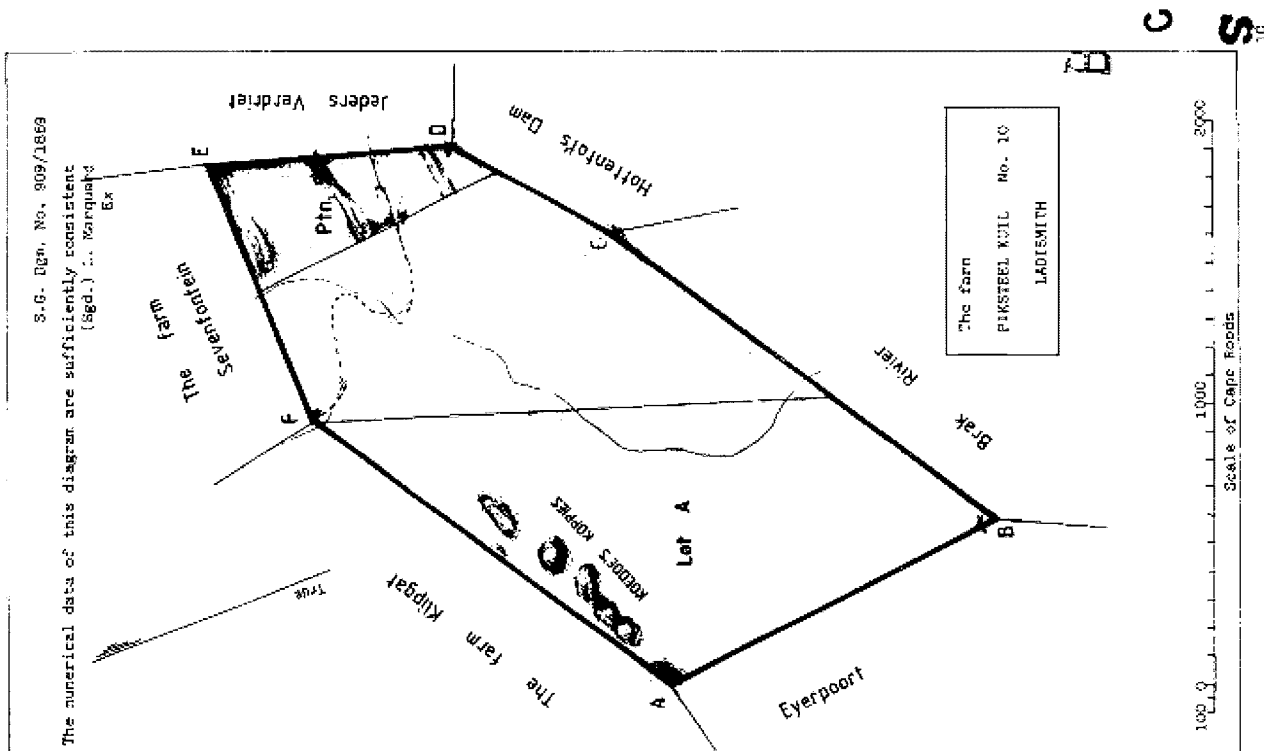 S.G. Dgm. No. 909/1869
The numerical data of this diagram are sufficiently consistent
(Sgd.) L. Marquard
Ex
The farm
Sevenfontein
Jeders Verdriet
E
D
Ptn.
Hottentot's Dam
C
F
The farm Klipgat
True
KOEDOE'S KOPPIES
Lot A
Brak Rivier
A
B
Eyerpoort
The farm
PIKSTEEL KUIL No. 10
LADISMITH
100 0 1000 2000
Scale of Cape Roods
B
C
S